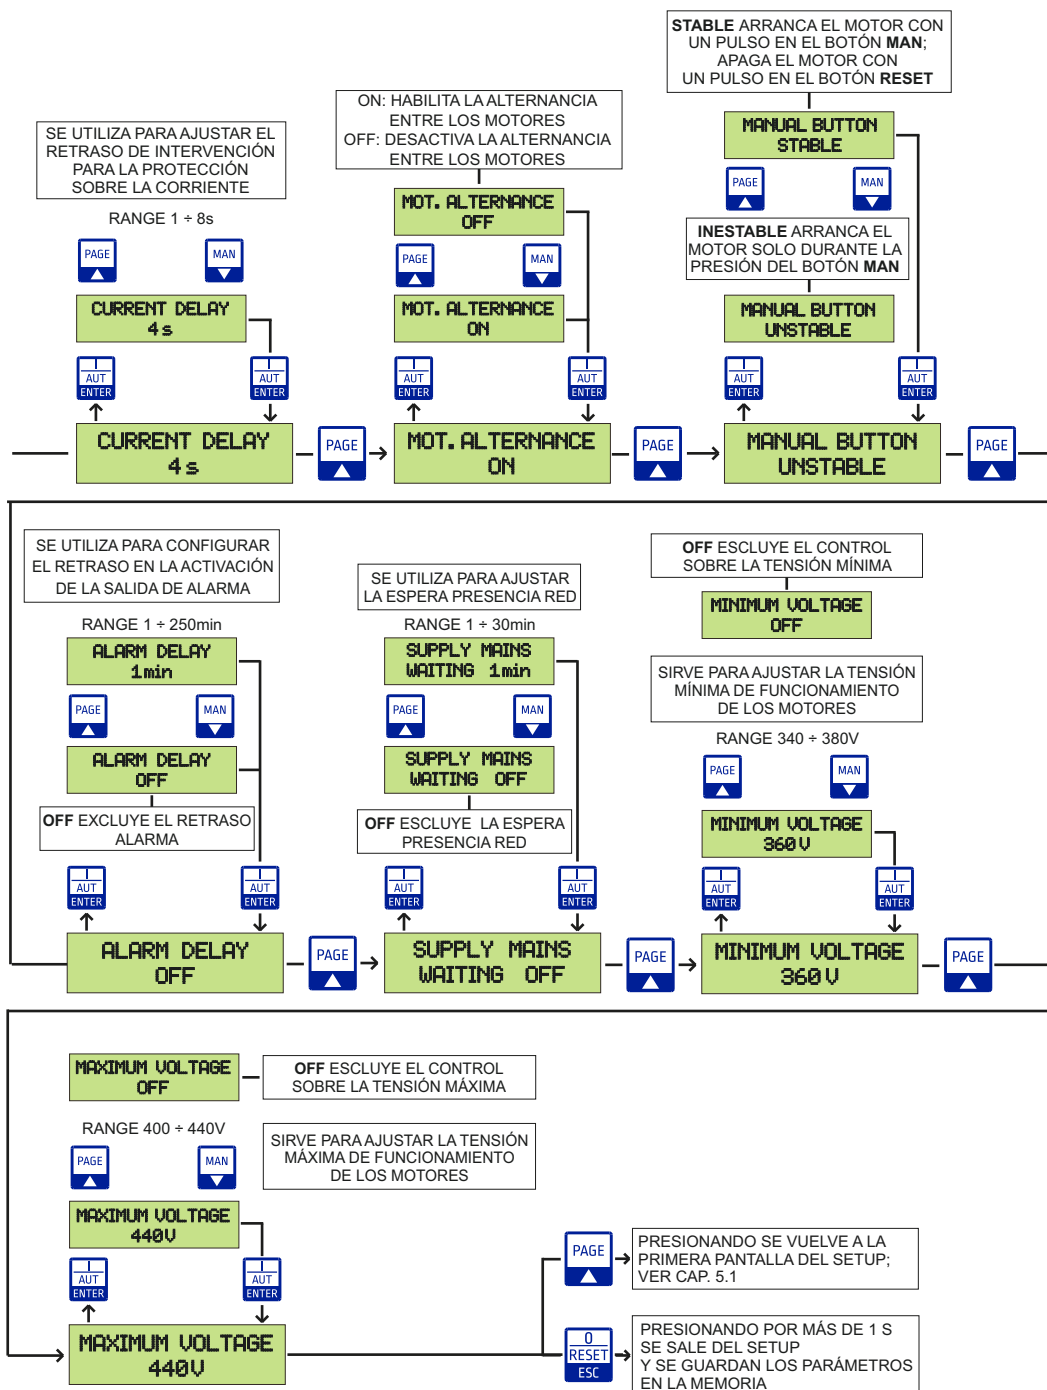 STABLE ARRANCA EL MOTOR CON
UN PULSO EN EL BOTÓN MAN;
APAGA EL MOTOR CON
UN PULSO EN EL BOTÓN RESET
ON: HABILITA LA ALTERNANCIA
ENTRE LOS MOTORES
OFF: DESACTIVA LA ALTERNANCIA
ENTRE LOS MOTORES
SE UTILIZA PARA AJUSTAR EL
RETRASO DE INTERVENCIÓN
PARA LA PROTECCIÓN
SOBRE LA CORRIENTE
RANGE 1 ÷ 8s
PAGE
MAN
CURRENT DELAY
4 s
I
AUT
ENTER
I
AUT
ENTER
CURRENT DELAY
4 s
PAGE
MOT. ALTERNANCE
OFF
PAGE
MAN
MOT. ALTERNANCE
ON
I
AUT
ENTER
I
AUT
ENTER
MOT. ALTERNANCE
ON
PAGE
MANUAL BUTTON
STABLE
PAGE
MAN
INESTABLE ARRANCA EL
MOTOR SOLO DURANTE LA
PRESIÓN DEL BOTÓN MAN
MANUAL BUTTON
UNSTABLE
I
AUT
ENTER
I
AUT
ENTER
MANUAL BUTTON
UNSTABLE
PAGE
SE UTILIZA PARA CONFIGURAR
EL RETRASO EN LA ACTIVACIÓN
DE LA SALIDA DE ALARMA
RANGE 1 ÷ 250min
ALARM DELAY
1min
PAGE
MAN
ALARM DELAY
OFF
OFF EXCLUYE EL RETRASO
ALARMA
I
AUT
ENTER
I
AUT
ENTER
ALARM DELAY
OFF
PAGE
SE UTILIZA PARA AJUSTAR
LA ESPERA PRESENCIA RED
RANGE 1 ÷ 30min
SUPPLY MAINS
WAITING 1min
PAGE
MAN
SUPPLY MAINS
WAITING OFF
OFF ESCLUYE LA ESPERA
PRESENCIA RED
I
AUT
ENTER
I
AUT
ENTER
SUPPLY MAINS
WAITING OFF
PAGE
OFF ESCLUYE EL CONTROL
SOBRE LA TENSIÓN MÍNIMA
MINIMUM VOLTAGE
OFF
SIRVE PARA AJUSTAR LA TENSIÓN
MÍNIMA DE FUNCIONAMIENTO
DE LOS MOTORES
RANGE 340 ÷ 380V
PAGE
MAN
MINIMUM VOLTAGE
360 V
I
AUT
ENTER
I
AUT
ENTER
MINIMUM VOLTAGE
360 V
PAGE
MAXIMUM VOLTAGE
OFF
OFF ESCLUYE EL CONTROL
SOBRE LA TENSIÓN MÁXIMA
RANGE 400 ÷ 440V
PAGE
MAN
SIRVE PARA AJUSTAR LA TENSIÓN
MÁXIMA DE FUNCIONAMIENTO
DE LOS MOTORES
MAXIMUM VOLTAGE
440V
I
AUT
ENTER
I
AUT
ENTER
MAXIMUM VOLTAGE
440V
PAGE
PRESIONANDO SE VUELVE A LA
PRIMERA PANTALLA DEL SETUP;
VER CAP. 5.1
0
RESET
ESC
PRESIONANDO POR MÁS DE 1 S
SE SALE DEL SETUP
Y SE GUARDAN LOS PARÁMETROS
EN LA MEMORIA